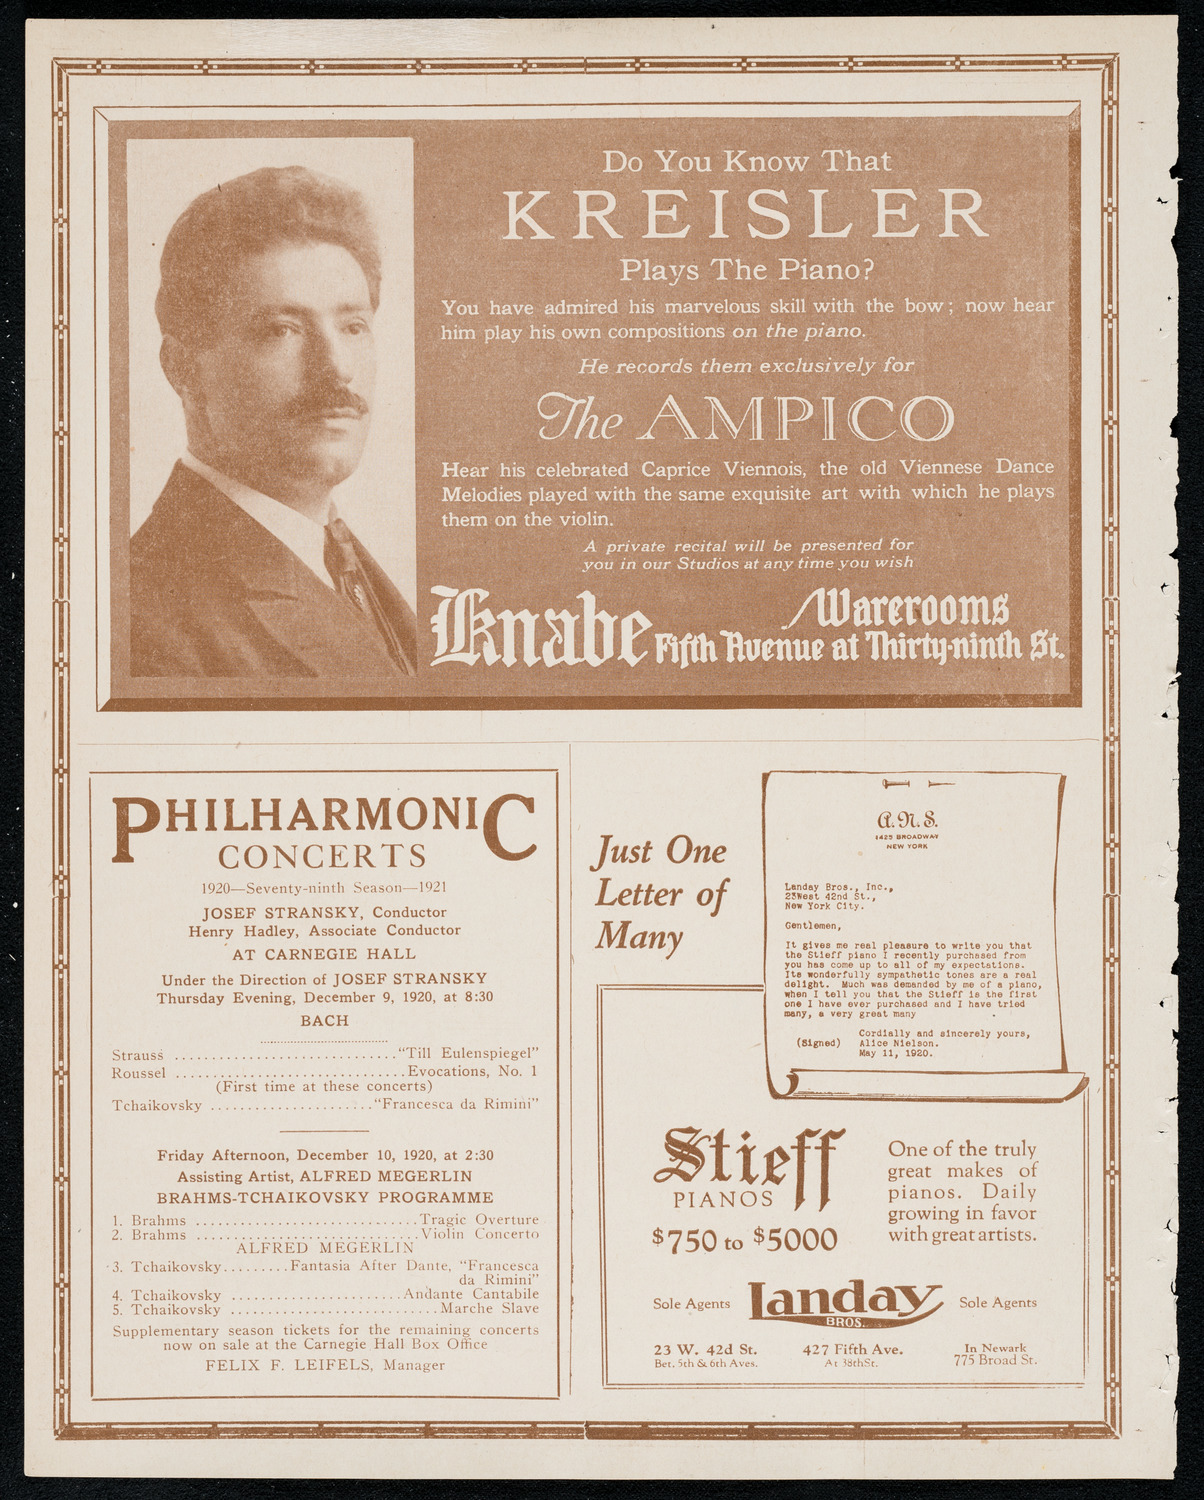 Do You Know That
KREISLER
Plays The Piano?
You have admired his marvelous skill with the bow; now hear
him play his own compositions on the piano.
He records them exclusively for
The AMPICO
Hear his celebrated Caprice Viennois, the old Viennese Dance
Melodies played with the same exquisite art with which he plays
them on the violin.
A private recital will be presented for
you in our Studios at any time you wish
Knabe Warerooms
Fifth Avenue at Thirty-ninth St.
PHILHARMONIC
CONCERTS
1920—Seventy-ninth Season—1921
JOSEF STRANSKY, Conductor
Henry Hadley, Associate Conductor
AT CARNEGIE HALL
Under the Direction of JOSEF STRANSKY
Thursday Evening, December 9, 1920, at 8:30
BACH
Strauss ............................."Till Eulenspiegel"
Roussel ..............................Evocations, No. 1
(First time at these concerts)
Tchaikovsky ....................."Francesca da Rimini"
Friday Afternoon, December 10, 1920, at 2:30
Assisting Artist, ALFRED MEGERLIN
BRAHMS-TCHAIKOVSKY PROGRAMME
1. Brahms .............................Tragic Overture
2. Brahms .............................Violin Concerto
ALFRED MEGERLIN
3. Tchaikovsky.........Fantasia After Dante, "Francesca
da Rimini"
4. Tchaikovsky ........................Andante Cantabile
5. Tchaikovsky ...........................Marche Slave
Supplementary season tickets for the remaining concerts
now on sale at the Carnegie Hall Box Office
FELIX F. LEIFELS, Manager
Just One
Letter of
Many
A.N.S.
1425 BROADWAY
NEW YORK
Landay Bros., Inc.,
23West 42nd St.,
New York City.
Gentlemen,
It gives me real pleasure to write you that
the Stieff piano I recently purchased from
you has come up to all of my expectations.
Its wonderfully sympathetic tones are a real
delight. Much was demanded by me of a piano,
when I tell you that the Stieff is the first
one I have ever purchased and I have tried
many, a very great many
Cordially and sincerely yours,
(Signed) Alice Nielson.
May 11, 1920.
Stieff
PIANOS
$750 to $5000
One of the truly
great makes of
pianos. Daily
growing in favor
with great artists.
Sole Agents Landay BROS. Sole Agents
23 W. 42d St. 427 Fifth Ave. In Newark
Bet. 5th & 6th Aves. At 38thSt. 775 Broad St.